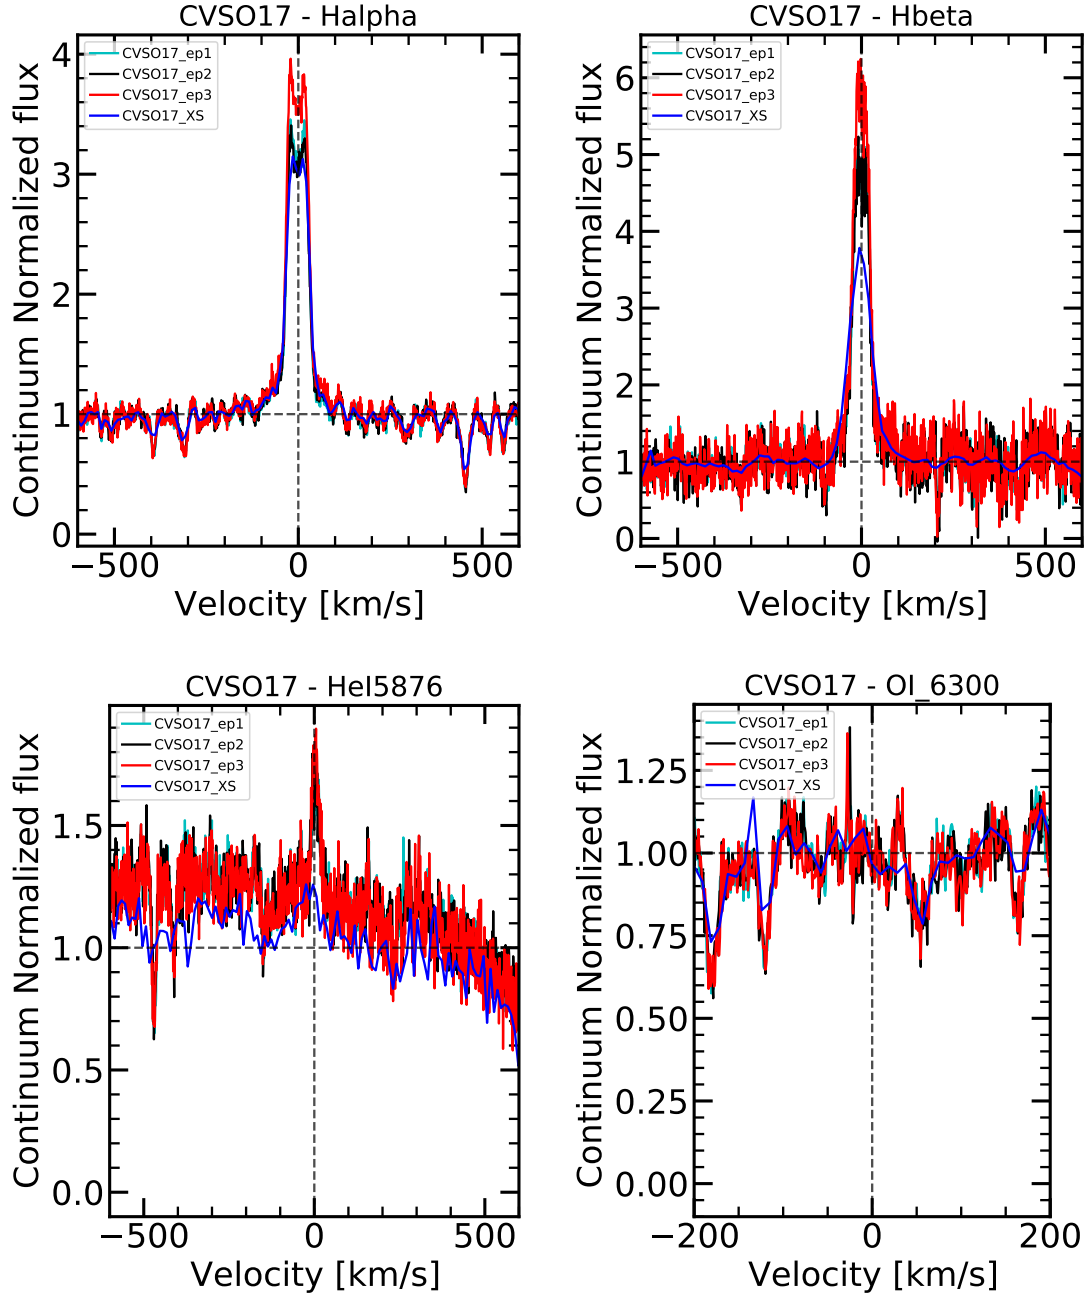 CVSO17 - Halpha
CVSO17_ep1
CVSO17_ep2
CVSO17_ep3
CVSO17_XS
Continuum Normalized flux
4
3
2
1
0
−500
0
500
Velocity [km/s]
CVSO17 - Hbeta
CVSO17_ep1
CVSO17_ep2
CVSO17_ep3
CVSO17_XS
Continuum Normalized flux
6
5
4
3
2
1
0
−500
0
500
Velocity [km/s]
CVSO17 - HeI5876
CVSO17_ep1
CVSO17_ep2
CVSO17_ep3
CVSO17_XS
Continuum Normalized flux
1.5
1.0
0.5
0.0
−500
0
500
Velocity [km/s]
CVSO17 - OI_6300
CVSO17_ep1
CVSO17_ep2
CVSO17_ep3
CVSO17_XS
Continuum Normalized flux
1.25
1.00
0.75
0.50
0.25
0.00
−200
0
200
Velocity [km/s]